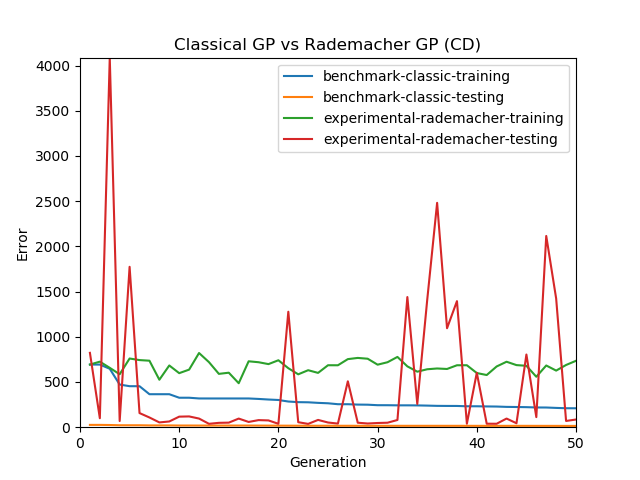 Classical GP vs Rademacher GP (CD)
benchmark-classic-training
benchmark-classic-testing
experimental-rademacher-training
experimental-rademacher-testing
Error
4000
3500
3000
2500
2000
1500
1000
500
0
0 10 20 30 40 50
Generation